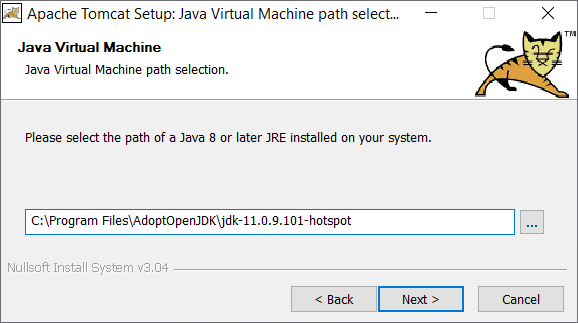 Apache Tomcat Setup: Java Virtual Machine path select...
TM
Java Virtual Machine
Java Virtual Machine path selection.
Please select the path of a Java 8 or later JRE installed on your system.
C:\Program Files\AdoptOpenJDK\jdk-11.0.9.101-hotspot
...
Nullsoft Install System v3.04
< Back
Next >
Cancel